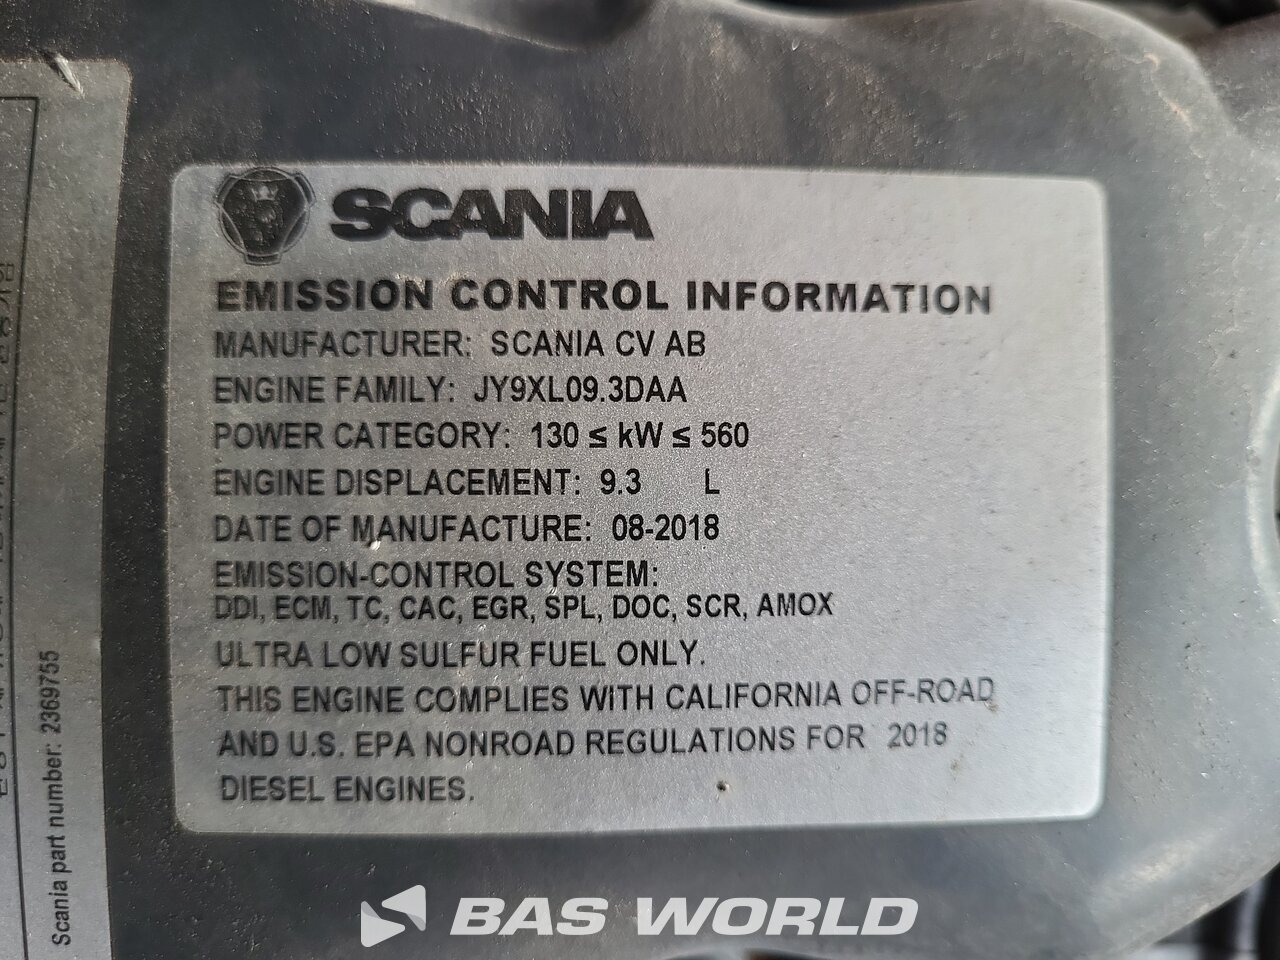 SCANIA
EMISSION CONTROL INFORMATION
MANUFACTURER: SCANIA CV AB
ENGINE FAMILY: JY9XL09.3DAA
POWER CATEGORY: 130 ≤ kW ≤ 560
ENGINE DISPLACEMENT: 9.3 L
DATE OF MANUFACTURE: 08-2018
EMISSION-CONTROL SYSTEM:
DDI, ECM, TC, CAC, EGR, SPL, DOC, SCR, AMOX
ULTRA LOW SULFUR FUEL ONLY.
THIS ENGINE COMPLIES WITH CALIFORNIA OFF-ROAD
AND U.S. EPA NONROAD REGULATIONS FOR 2018
DIESEL ENGINES.
Scania part number: 2369755
BAS WORLD